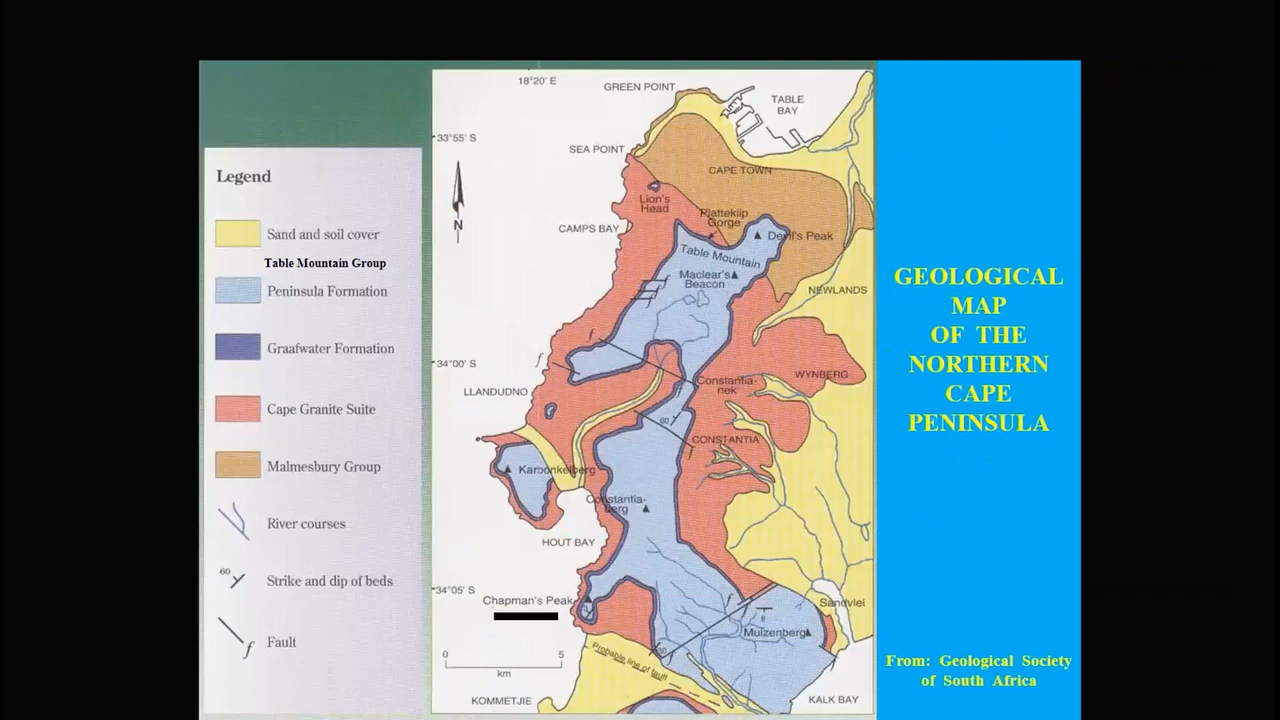 Legend
Sand and soil cover
Table Mountain Group
Peninsula Formation
Graafwater Formation
Cape Granite Suite
Malmesbury Group
River courses
60
Strike and dip of beds
f
Fault
18°20' E
33°55' S
34°00' S
34°05' S
N
GREEN POINT
TABLE
BAY
SEA POINT
CAPE TOWN
Lion's
Head
Platteklip
Gorge
CAMPS BAY
Devil's Peak
Table Mountain
Maclear's
Beacon
NEWLANDS
f
f
LLANDUDNO
Constantia-
nek
WYNBERG
60
CONSTANTIA
f
Karbonkelberg
Constantia-
berg
HOUT BAY
Chapman's Peak
f
8
Sandvlei
Muizenberg
Probable line of fault
30
f
0 5
km
KOMMETJIE
KALK BAY
GEOLOGICAL
MAP
OF THE
NORTHERN
CAPE
PENINSULA
From: Geological Society
of South Africa